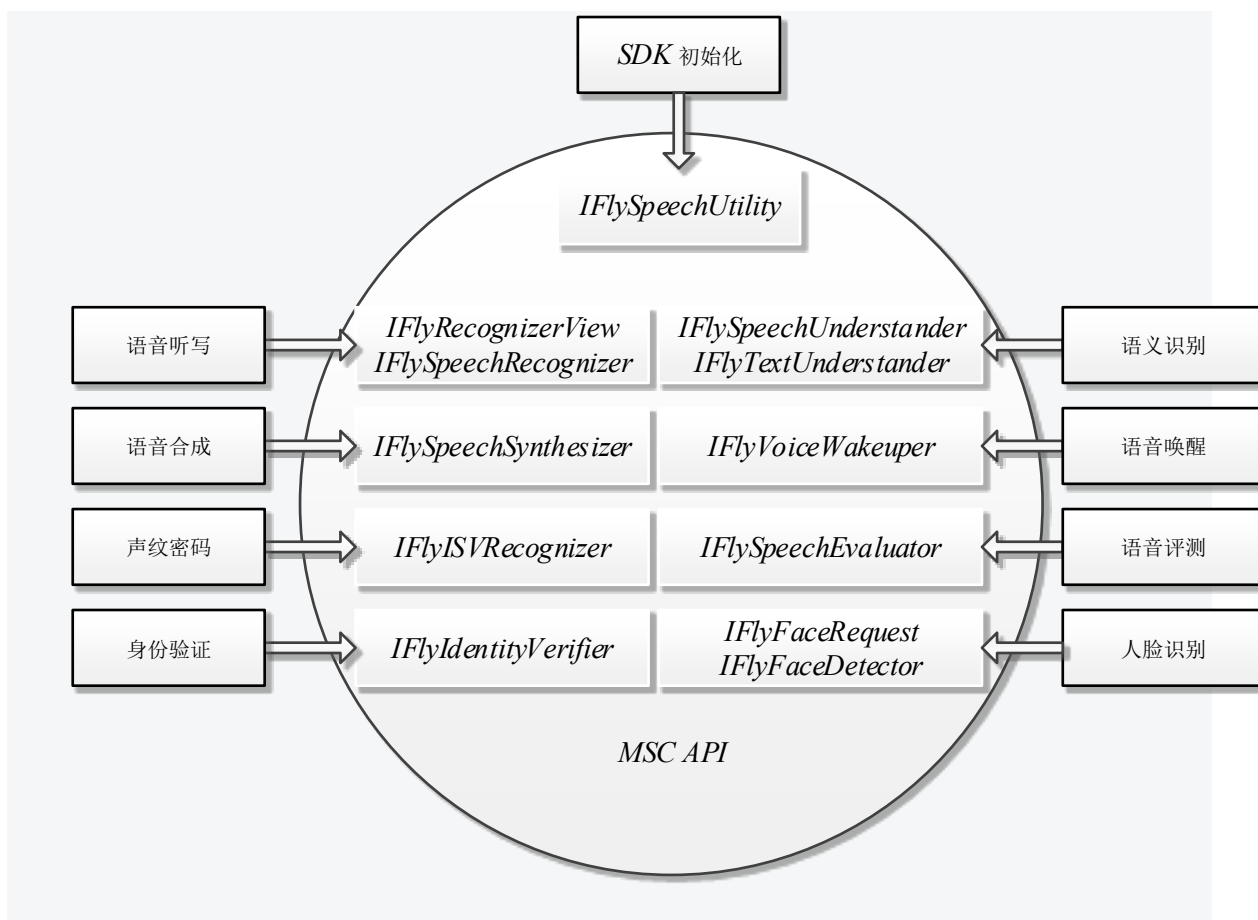 SDK 初始化
IFlySpeechUtility
语音听写
IFlyRecognizerView
IFlySpeechRecognizer
IFlySpeechUnderstander
IFlyTextUnderstander
语义识别
语音合成
IFlySpeechSynthesizer
IFlyVoiceWakeuper
语音唤醒
声纹密码
IFlyISVRecognizer
IFlySpeechEvaluator
语音评测
身份验证
IFlyIdentityVerifier
IFlyFaceRequest
IFlyFaceDetector
人脸识别
MSC API